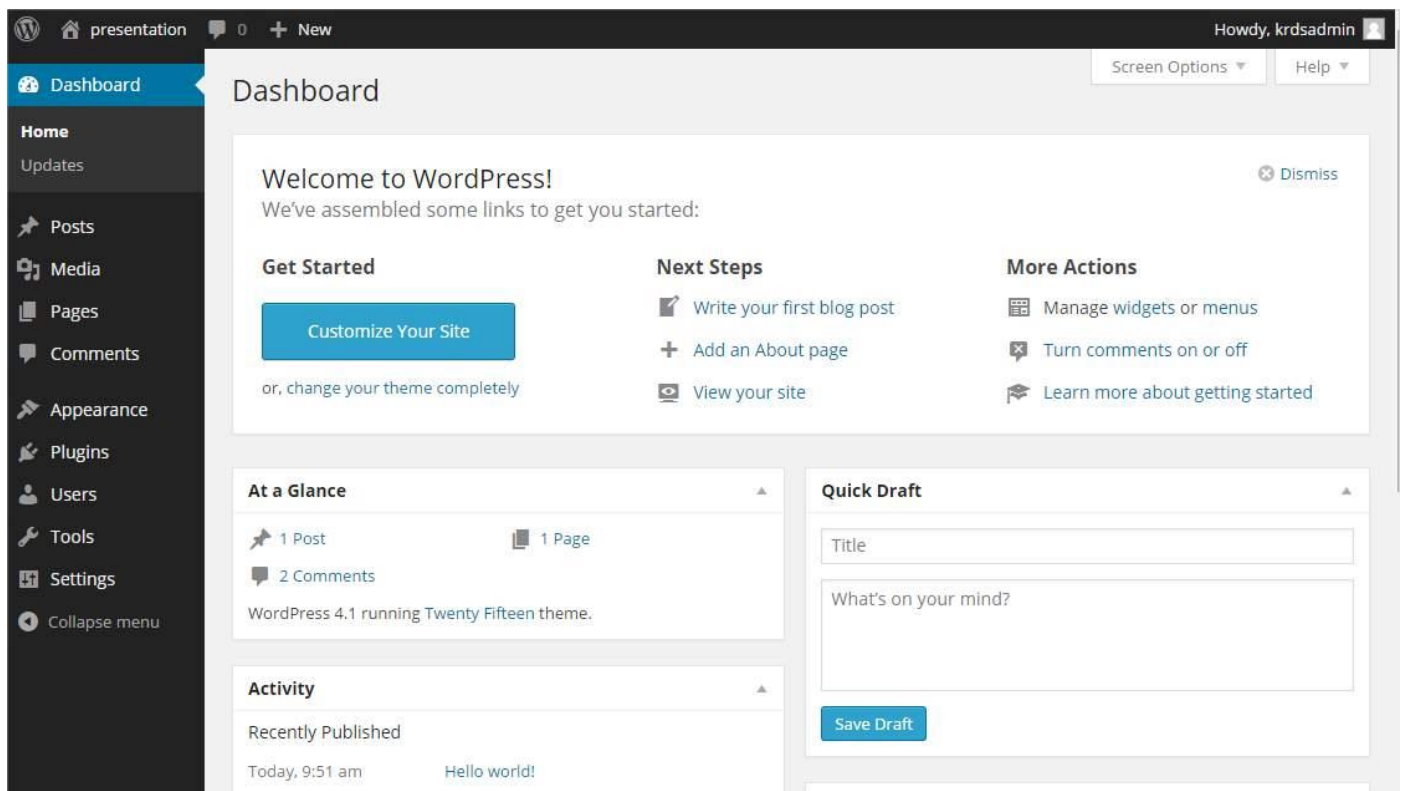 presentation 0 New Howdy, krdsadmin
Screen Options Help
Dashboard
Home
Updates
Posts
Media
Pages
Comments
Appearance
Plugins
Users
Tools
Settings
Collapse menu
Dashboard
Welcome to WordPress!
Dismiss
We've assembled some links to get you started:
Get Started
Customize Your Site
or, change your theme completely
Next Steps
Write your first blog post
Add an About page
View your site
More Actions
Manage widgets or menus
Turn comments on or off
Learn more about getting started
At a Glance
1 Post 1 Page
2 Comments
WordPress 4.1 running Twenty Fifteen theme.
Activity
Recently Published
Today, 9:51 am Hello world!
Quick Draft
Title
What's on your mind?
Save Draft